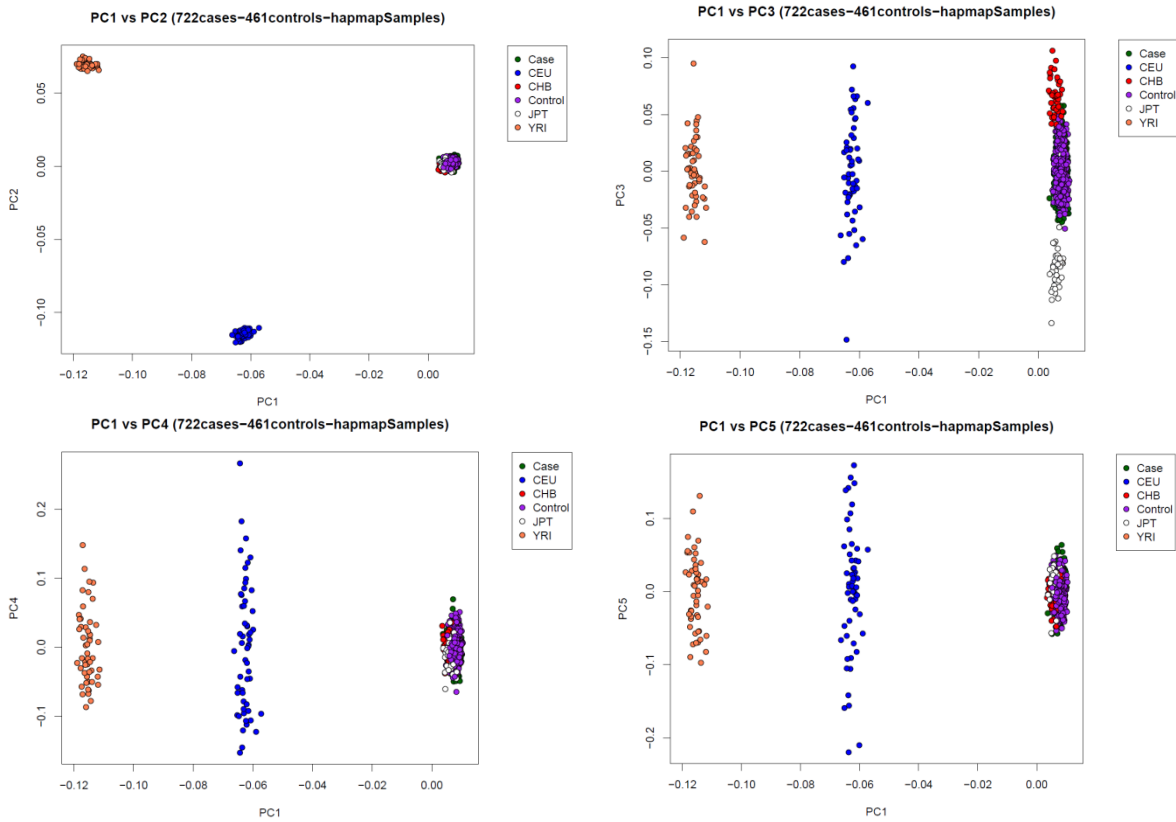 PC1 vs PC2 (722cases−461controls−hapmapSamples)
PC2
0.05
0.00
−0.05
−0.10
−0.12
−0.10
−0.08
−0.06
−0.04
−0.02
0.00
PC1
Case
CEU
CHB
Control
JPT
YRI
PC1 vs PC3 (722cases−461controls−hapmapSamples)
PC3
0.10
0.05
0.00
−0.05
−0.10
−0.15
−0.12
−0.10
−0.08
−0.06
−0.04
−0.02
0.00
PC1
Case
CEU
CHB
Control
JPT
YRI
PC1 vs PC4 (722cases−461controls−hapmapSamples)
PC4
0.2
0.1
0.0
−0.1
−0.12
−0.10
−0.08
−0.06
−0.04
−0.02
0.00
PC1
Case
CEU
CHB
Control
JPT
YRI
PC1 vs PC5 (722cases−461controls−hapmapSamples)
PC5
0.1
0.0
−0.1
−0.2
−0.12
−0.10
−0.08
−0.06
−0.04
−0.02
0.00
PC1
Case
CEU
CHB
Control
JPT
YRI